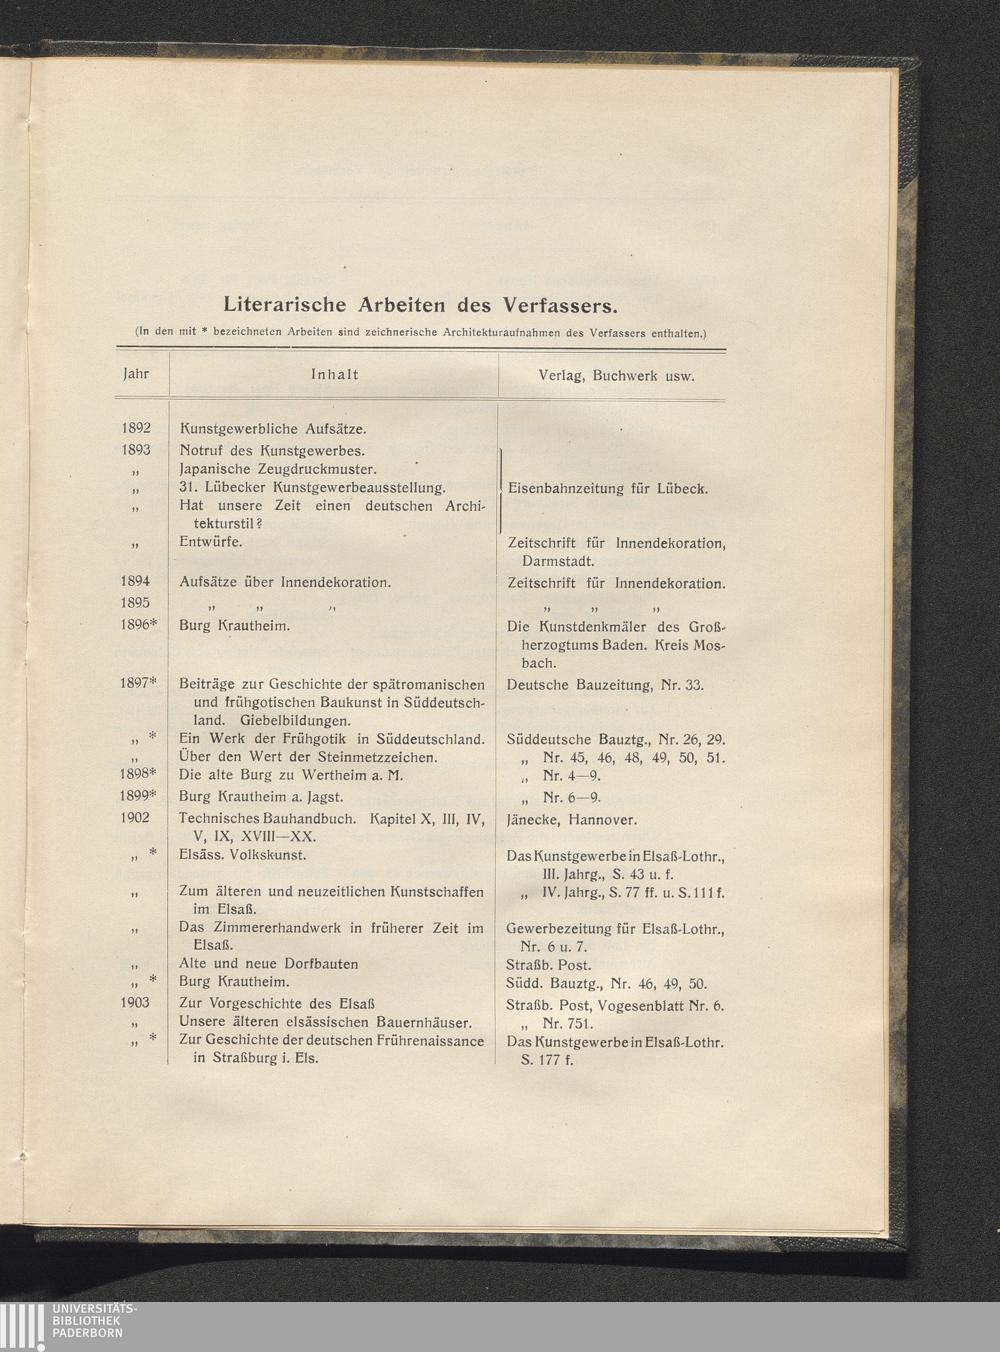 Literarische Arbeiten des Verfassers.
(In den mit * bezeichneten Arbeiten sind zeichnerische Architekturaufnahmen des Verfassers enthalten.)
Jahr Inhalt Verlag, Buchwerk usw.
1892 Kunstgewerbliche Aufsätze.
1893 Notruf des Kunstgewerbes.
„ Japanische Zeugdruckmuster.
„ 31. Lübecker Kunstgewerbeausstellung. Eisenbahnzeitung für Lübeck.
„ Hat unsere Zeit einen deutschen Archi-
tekturstil?
„ Entwürfe. Zeitschrift für Innendekoration,
Darmstadt.
1894 Aufsätze über Innendekoration. Zeitschrift für Innendekoration.
1895 „ „ „ „ „ „
1896* Burg Krautheim. Die Kunstdenkmäler des Groß-
herzogtums Baden. Kreis Mos-
bach.
1897* Beiträge zur Geschichte der spätromanischen Deutsche Bauzeitung, Nr. 33.
und frühgotischen Baukunst in Süddeutsch-
land. Giebelbildungen.
„ * Ein Werk der Frühgotik in Süddeutschland. Süddeutsche Bauztg., Nr. 26, 29.
„ Über den Wert der Steinmetzzeichen. „ Nr. 45, 46, 48, 49, 50, 51.
1898* Die alte Burg zu Wertheim a. M. „ Nr. 4—9.
1899* Burg Krautheim a. Jagst. „ Nr. 6—9.
1902 Technisches Bauhandbuch. Kapitel X, III, IV, Jänecke, Hannover.
V, IX, XVIII—XX.
„ * Elsäss. Volkskunst. Das Kunstgewerbe in Elsaß-Lothr.,
III. Jahrg., S. 43 u. f.
„ Zum älteren und neuzeitlichen Kunstschaffen „ IV. Jahrg., S. 77 ff. u. S. 111 f.
im Elsaß.
„ Das Zimmererhandwerk in früherer Zeit im Gewerbezeitung für Elsaß-Lothr.,
Elsaß. Nr. 6 u. 7.
„ Alte und neue Dorfbauten Straßb. Post.
„ * Burg Krautheim. Südd. Bauztg., Nr. 46, 49, 50.
1903 Zur Vorgeschichte des Elsaß Straßb. Post, Vogesenblatt Nr. 6.
„ Unsere älteren elsässischen Bauernhäuser. „ Nr. 751.
„ * Zur Geschichte der deutschen Frührenaissance Das Kunstgewerbe in Elsaß-Lothr.
in Straßburg i. Els. S. 177 f.
UNIVERSITÄTS-
BIBLIOTHEK
PADERBORN